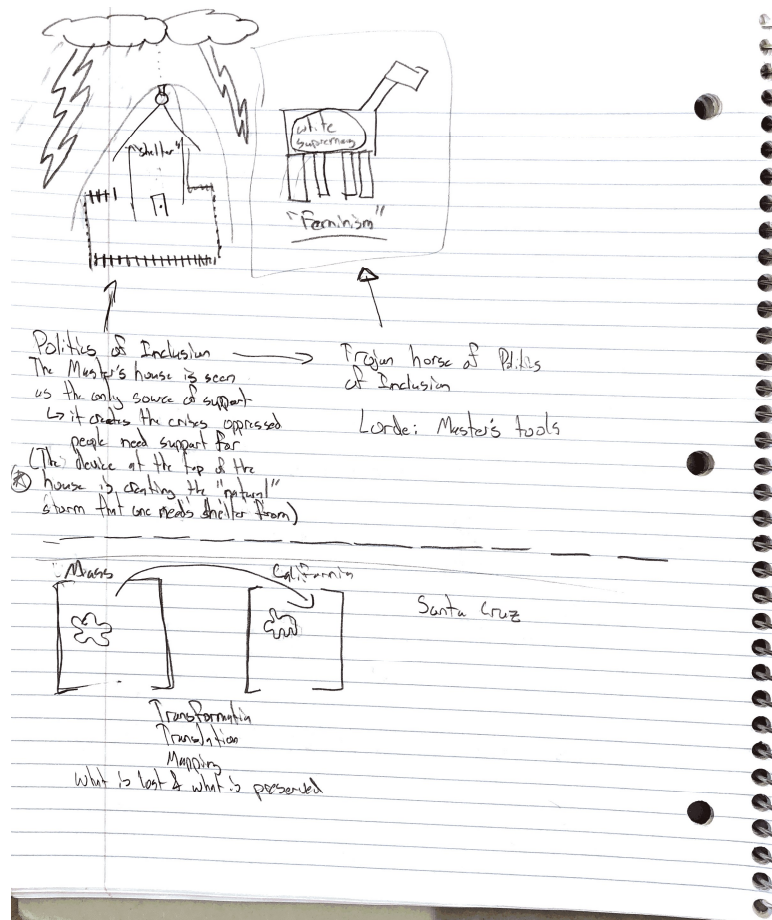 "shelter"
white
supremacy
"Feminism"
Politics of Inclusion
The Master's house is seen
as the only source of support
↳ it creates the crises oppressed
people need support for
(The device at the top of the
house is creating the "natural"
storm that one needs shelter from)
Trojan horse of Politics
of Inclusion
Lorde: Master's tools
Mass
California
Santa Cruz
Transformation
Translation
Mapping
what is lost & what is preserved